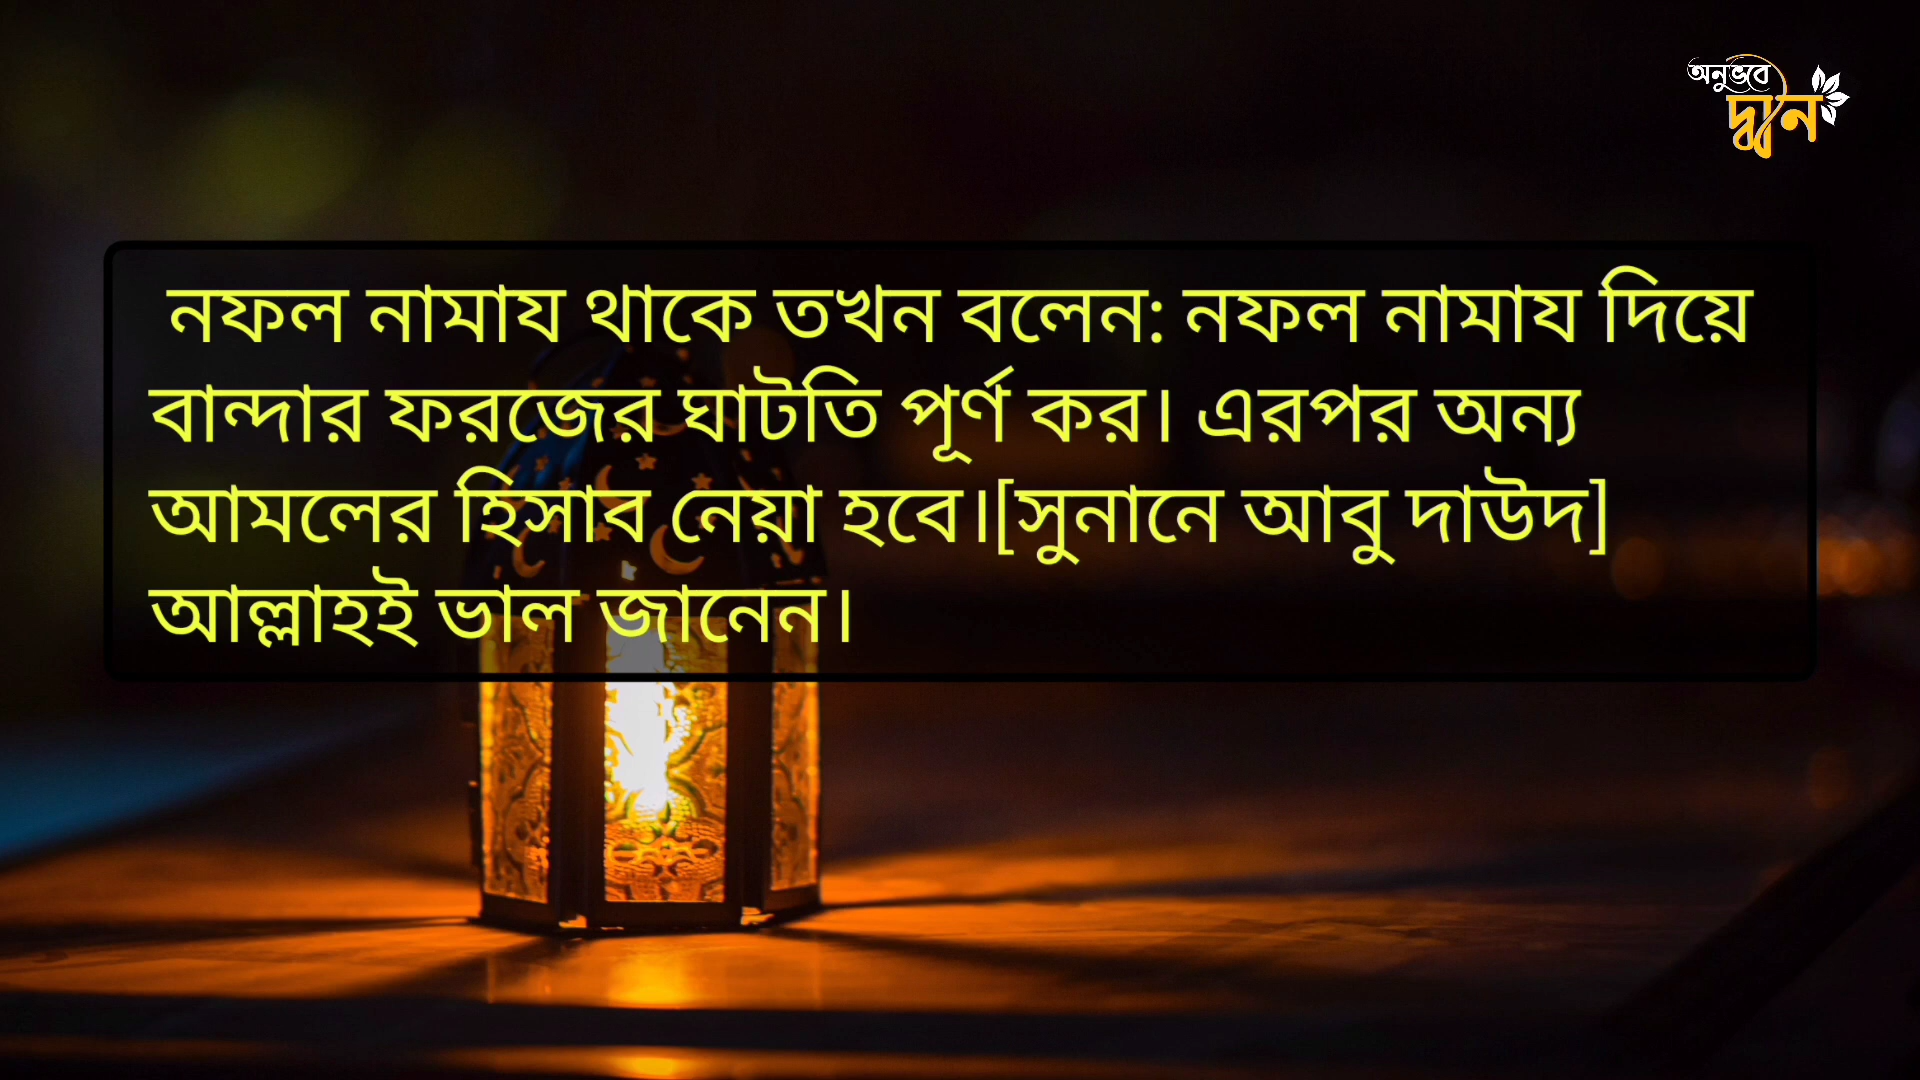 অনুভবে
দ্বীন
নফল নামায থাকে তখন বলেন: নফল নামায দিয়ে
বান্দার ফরজের ঘাটতি পূর্ণ কর। এরপর অন্য
আমলের হিসাব নেয়া হবে।[সুনানে আবু দাউদ]
আল্লাহই ভাল জানেন।